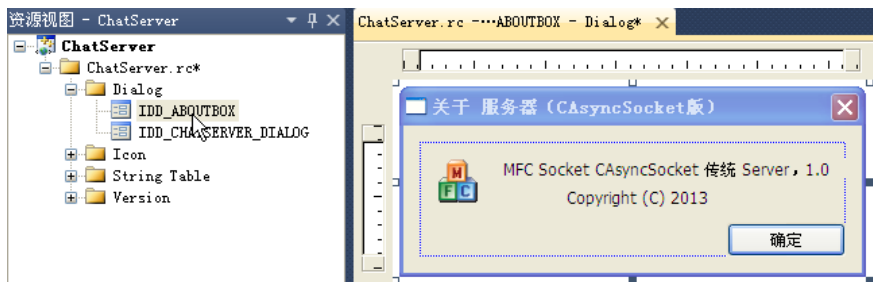 资源视图 - ChatServer
ChatServer
ChatServer.rc*
Dialog
IDD_ABOUTBOX
IDD_CHATSERVER_DIALOG
Icon
String Table
Version
ChatServer.rc -···ABOUTBOX - Dialog*
关于 服务器（CAsyncSocket版）
MFC
MFC Socket CAsyncSocket 传统 Server，1.0
Copyright (C) 2013
确定